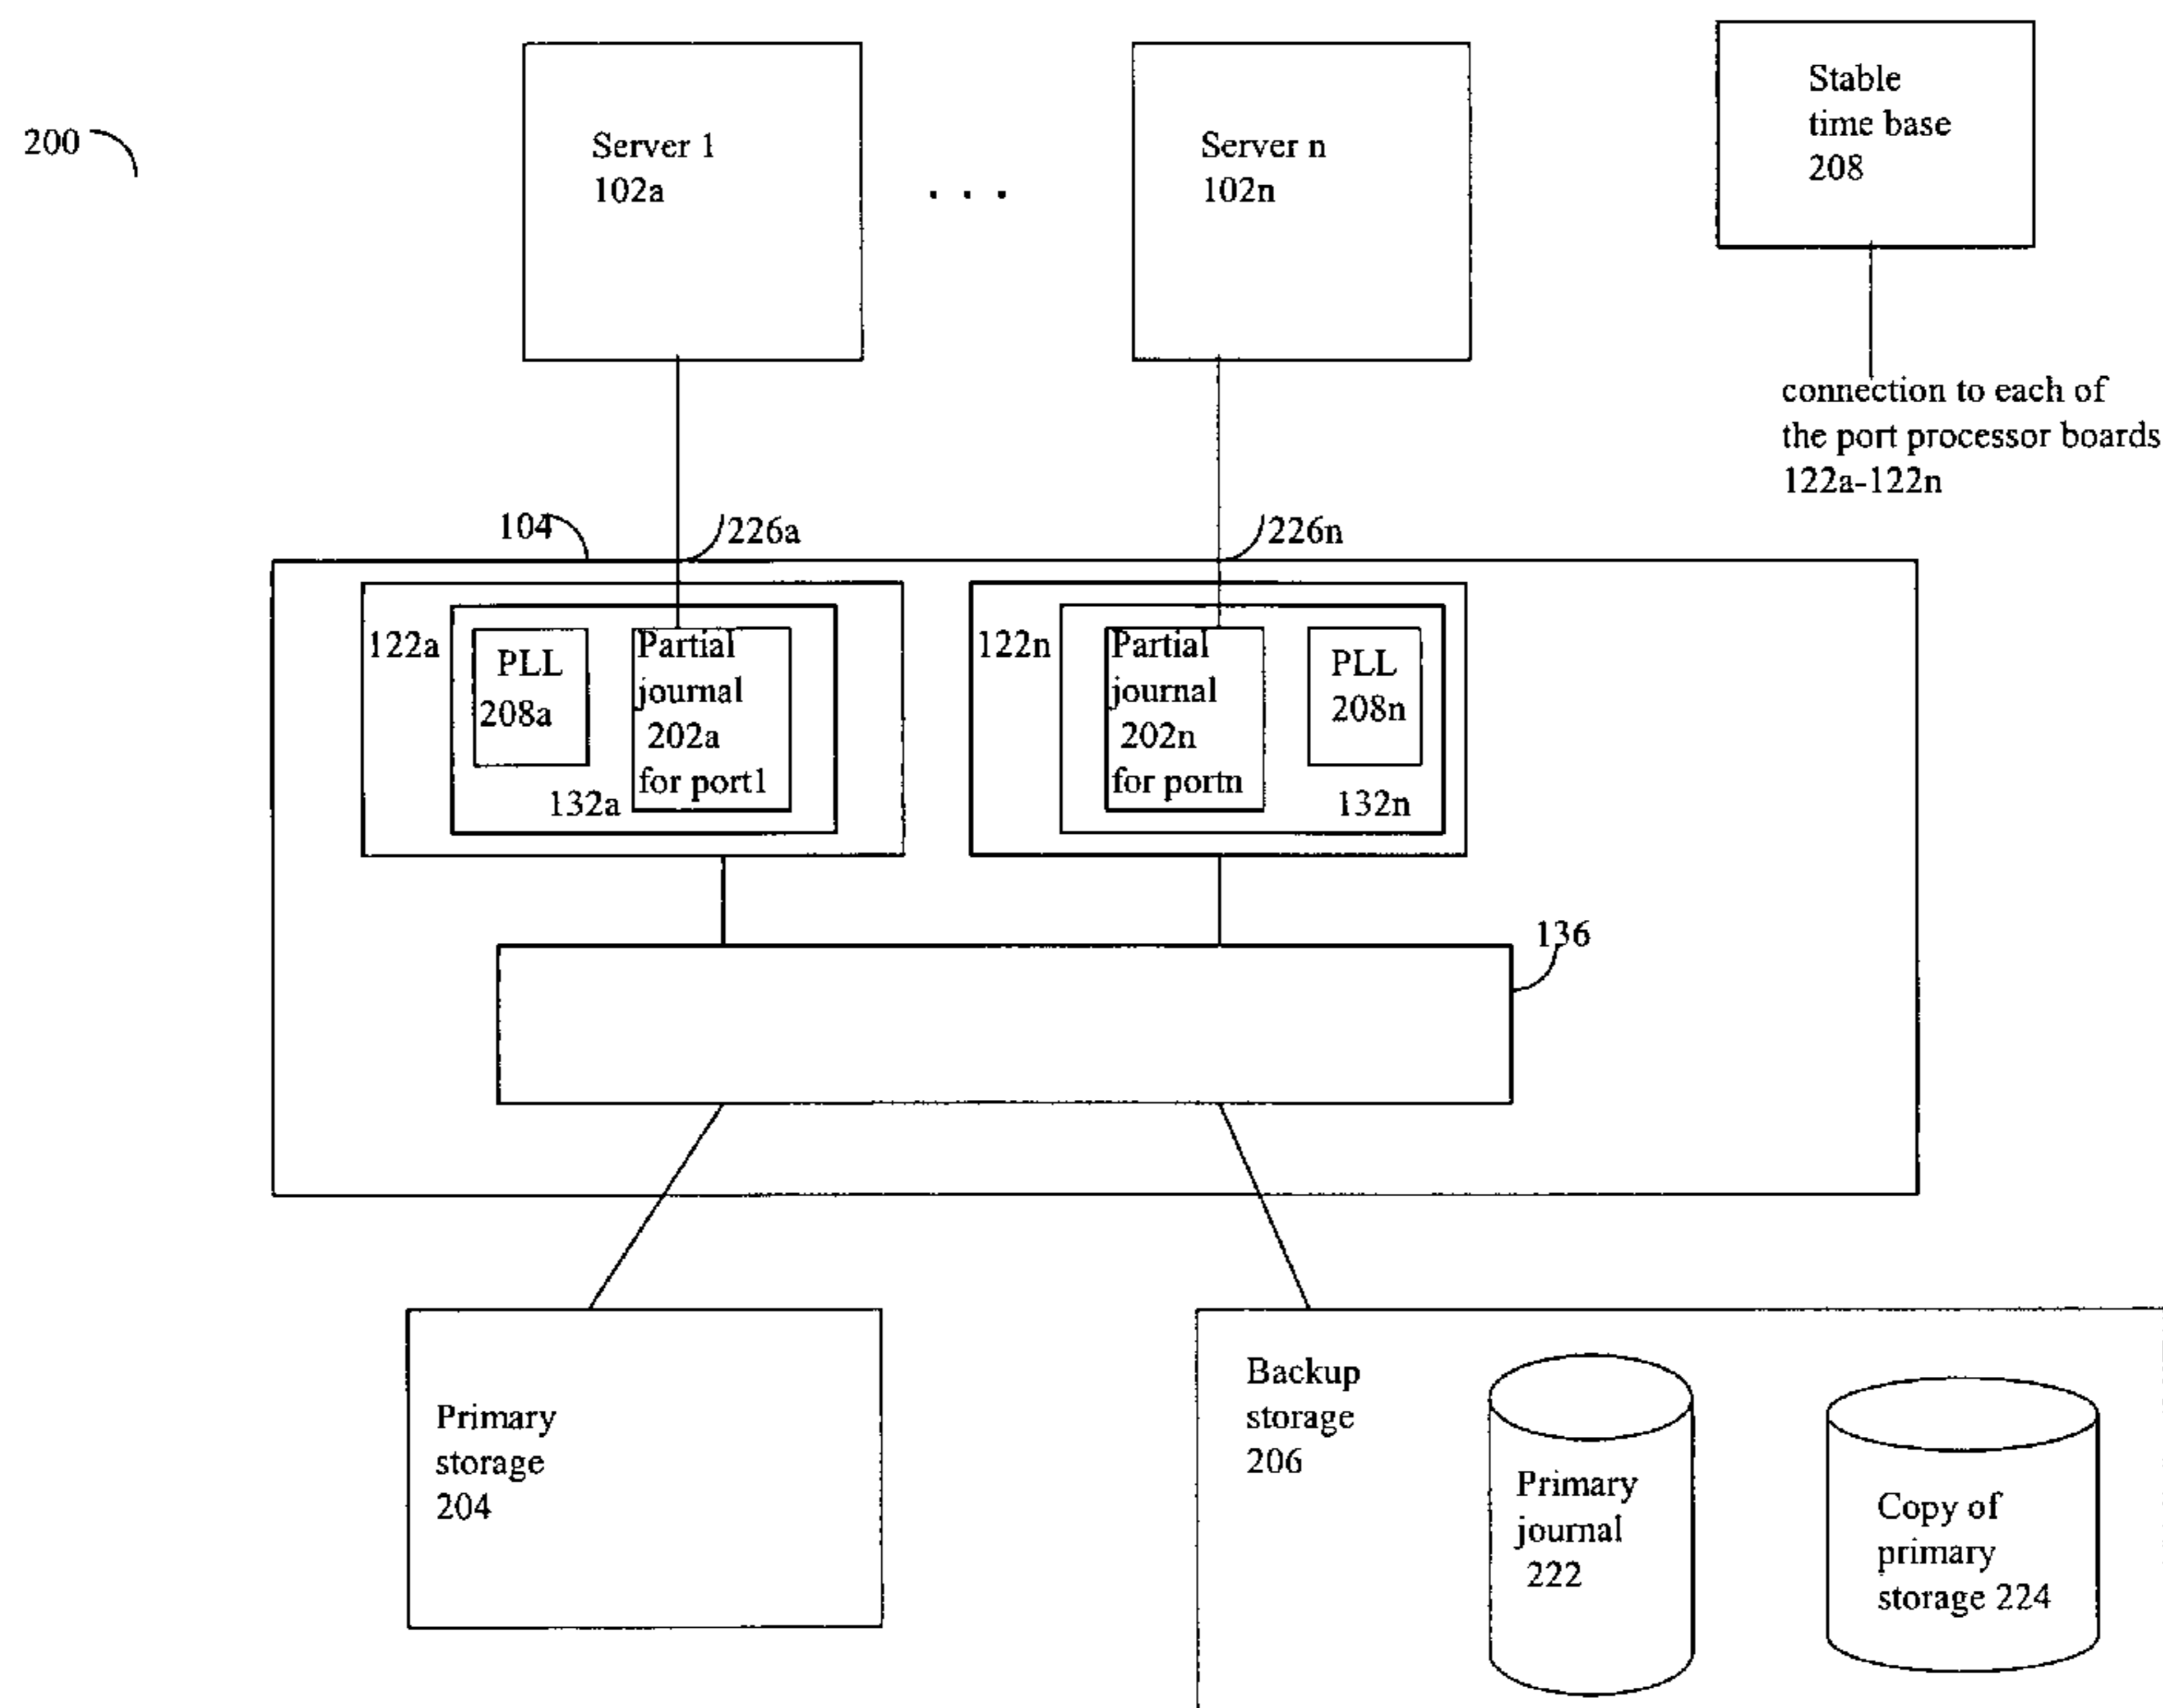 200
Server 1
102a
. . .
Server n
102n
Stable
time base
208
connection to each of
the port processor boards
122a-122n
104
226a
226n
122a
PLL
208a
Partial
journal
202a
for port1
132a
122n
Partial
journal
202n
for portn
PLL
208n
132n
136
Primary
storage
204
Backup
storage
206
Primary
journal
222
Copy of
primary
storage 224